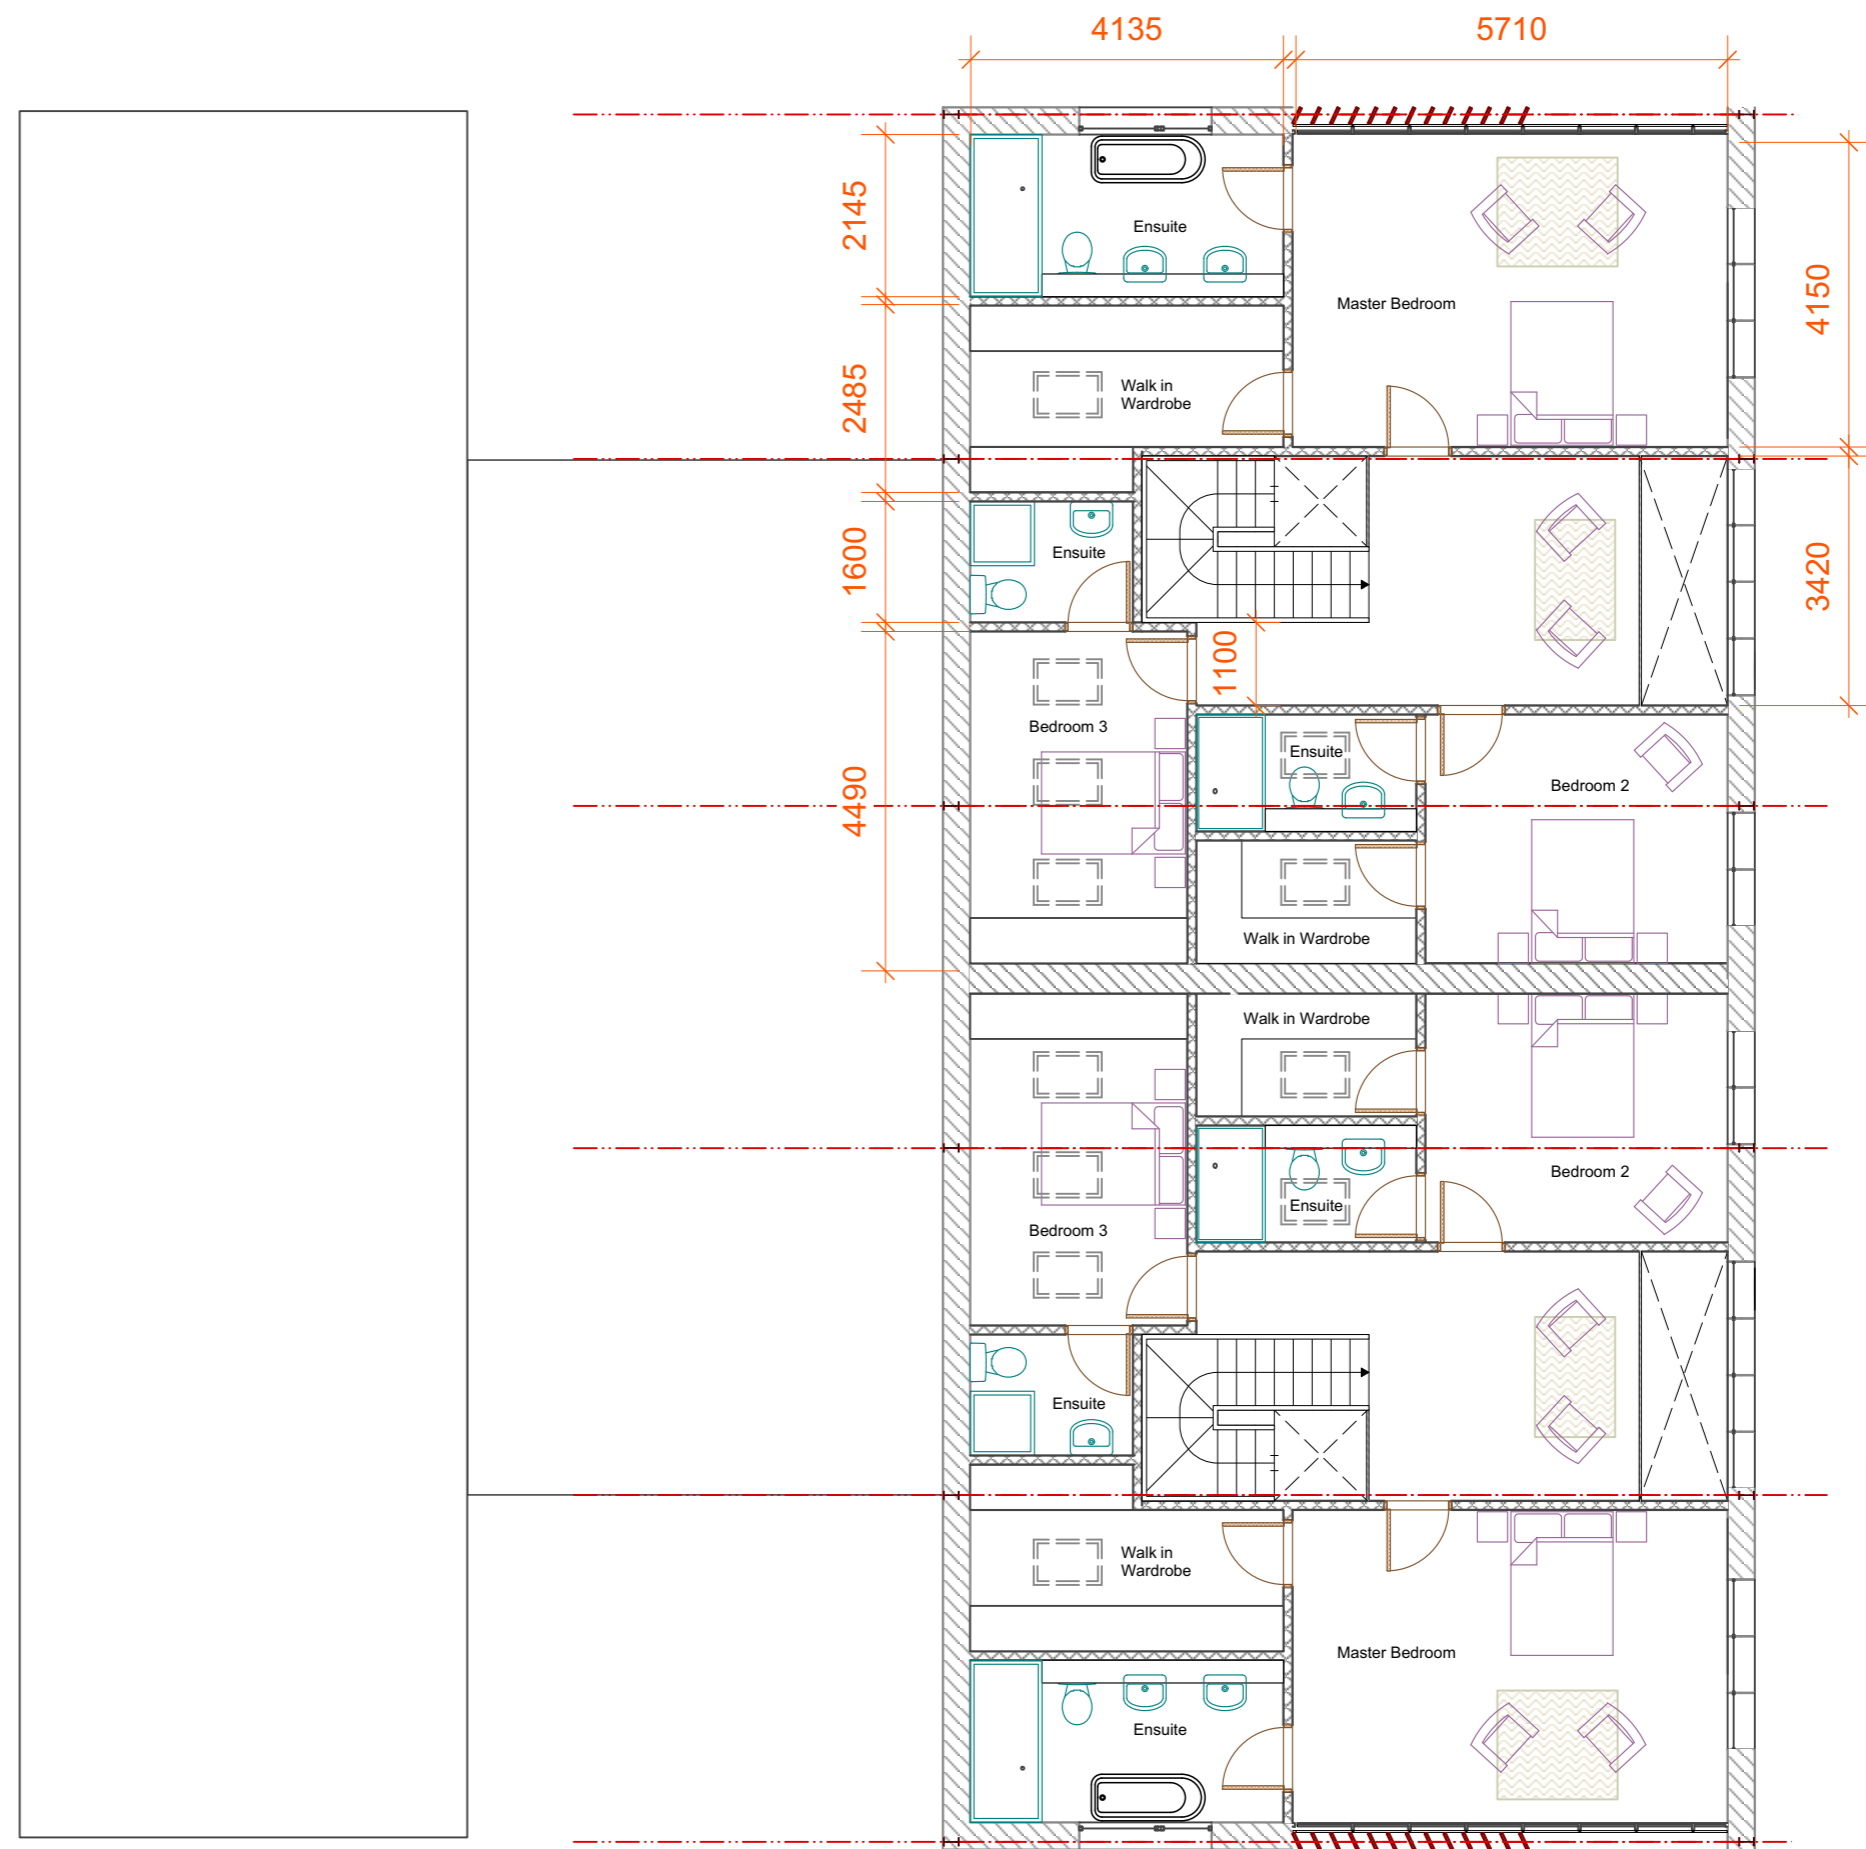 4135
5710
2145
Ensuite
Master Bedroom
4150
2485
Walk in
Wardrobe
1600
Ensuite
3420
1100
Bedroom 3
Ensuite
Bedroom 2
4490
Walk in Wardrobe
Walk in Wardrobe
Bedroom 2
Ensuite
Bedroom 3
Ensuite
Walk in
Wardrobe
Master Bedroom
Ensuite